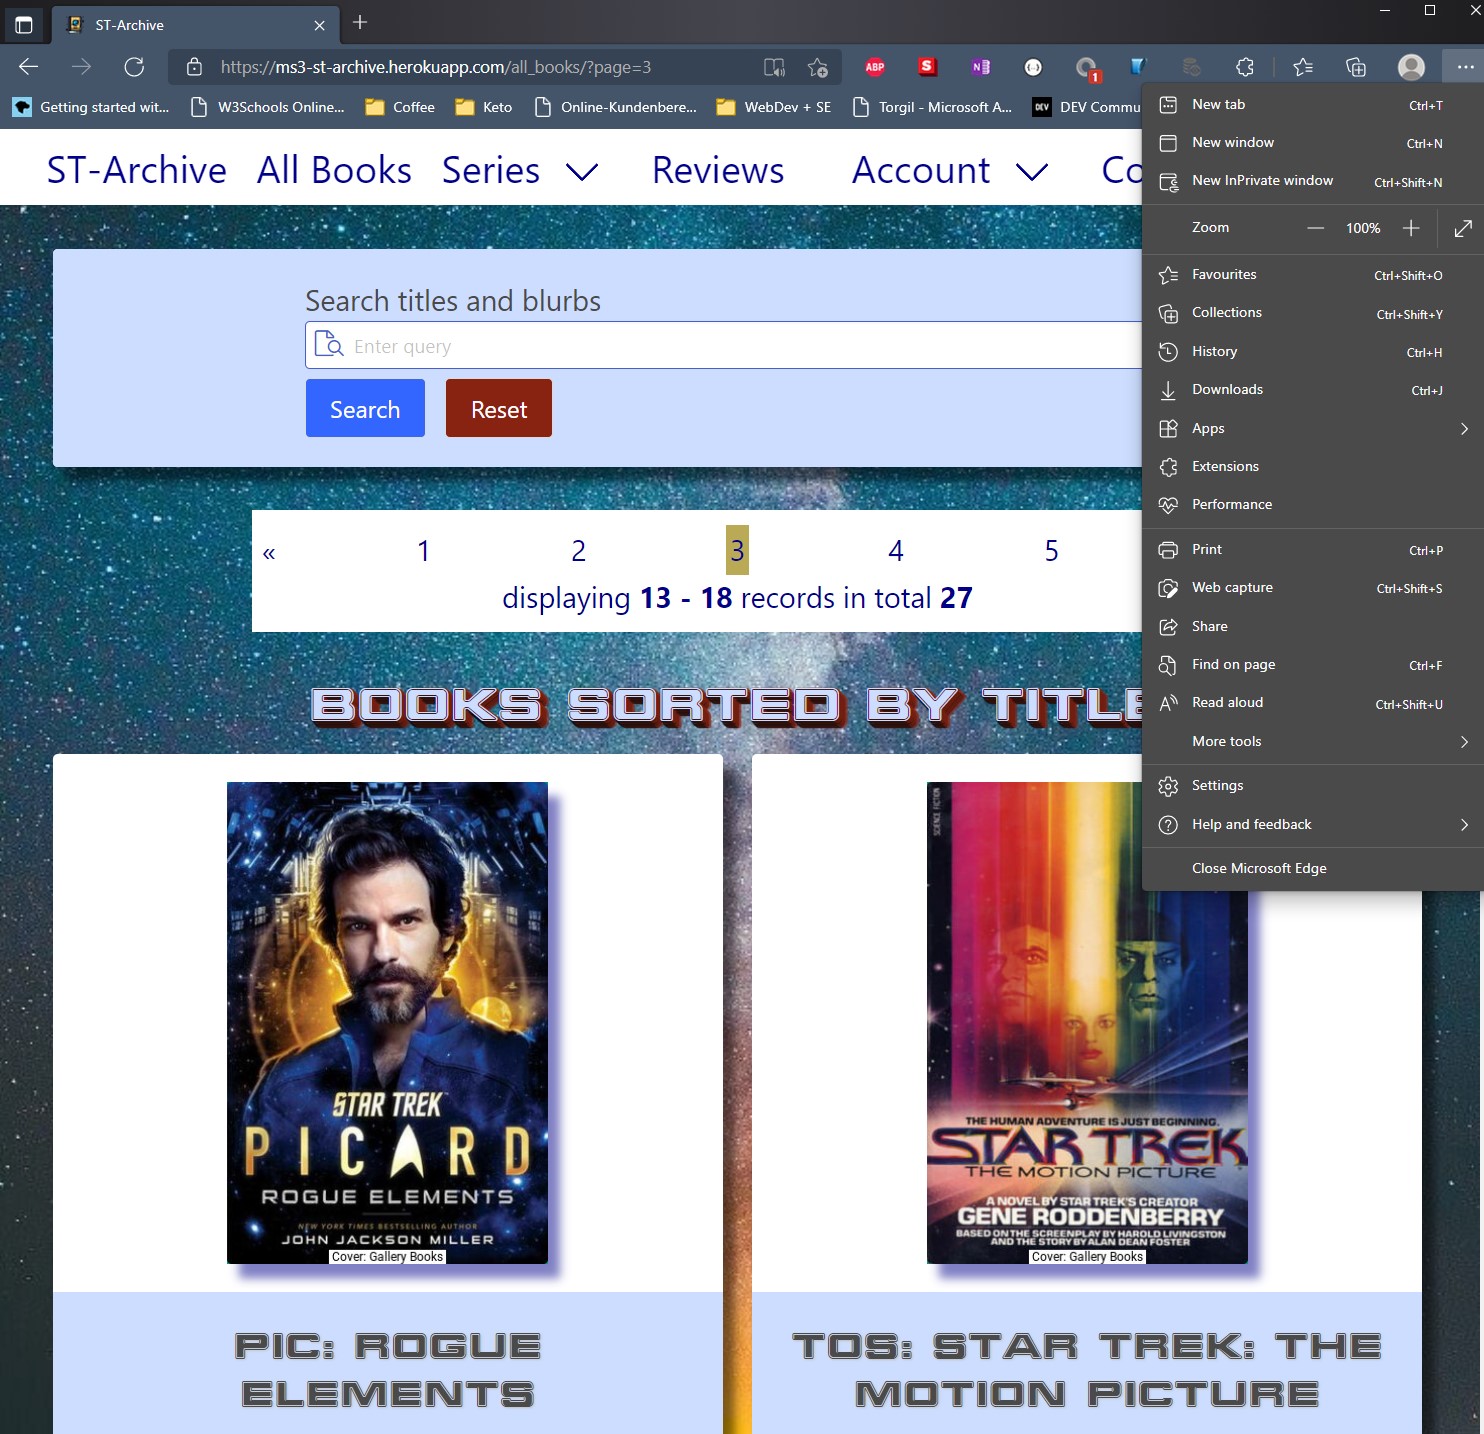 ST-Archive
https://ms3-st-archive.herokuapp.com/all_books/?page=3
ABP
S
N
1
Getting started wit...
W3Schools Online...
Coffee
Keto
Online-Kundenbere...
WebDev + SE
Torgil - Microsoft A...
DEV
DEV Commu
ST-Archive
All Books
Series
Reviews
Account
Co
Search titles and blurbs
Enter query
Search
Reset
« 1 2 3 4 5
displaying 13 - 18 records in total 27
BOOKS SORTED BY TITLE
New tab Ctrl+T
New window Ctrl+N
New InPrivate window Ctrl+Shift+N
Zoom — 100% +
Favourites Ctrl+Shift+O
Collections Ctrl+Shift+Y
History Ctrl+H
Downloads Ctrl+J
Apps
Extensions
Performance
Print Ctrl+P
Web capture Ctrl+Shift+S
Share
Find on page Ctrl+F
Read aloud Ctrl+Shift+U
More tools
Settings
Help and feedback
Close Microsoft Edge
STAR TREK
PICARD
ROGUE ELEMENTS
NEW YORK TIMES BESTSELLING AUTHOR
JOHN JACKSON MILLER
Cover: Gallery Books
PIC: ROGUE
ELEMENTS
SCIENCE FICTION
THE HUMAN ADVENTURE IS JUST BEGINNING.
STAR TREK
THE MOTION PICTURE
A NOVEL BY STAR TREK'S CREATOR
GENE RODDENBERRY
BASED ON THE SCREENPLAY BY HAROLD LIVINGSTON
AND THE STORY BY ALAN DEAN FOSTER
Cover: Gallery Books
TOS: STAR TREK: THE
MOTION PICTURE